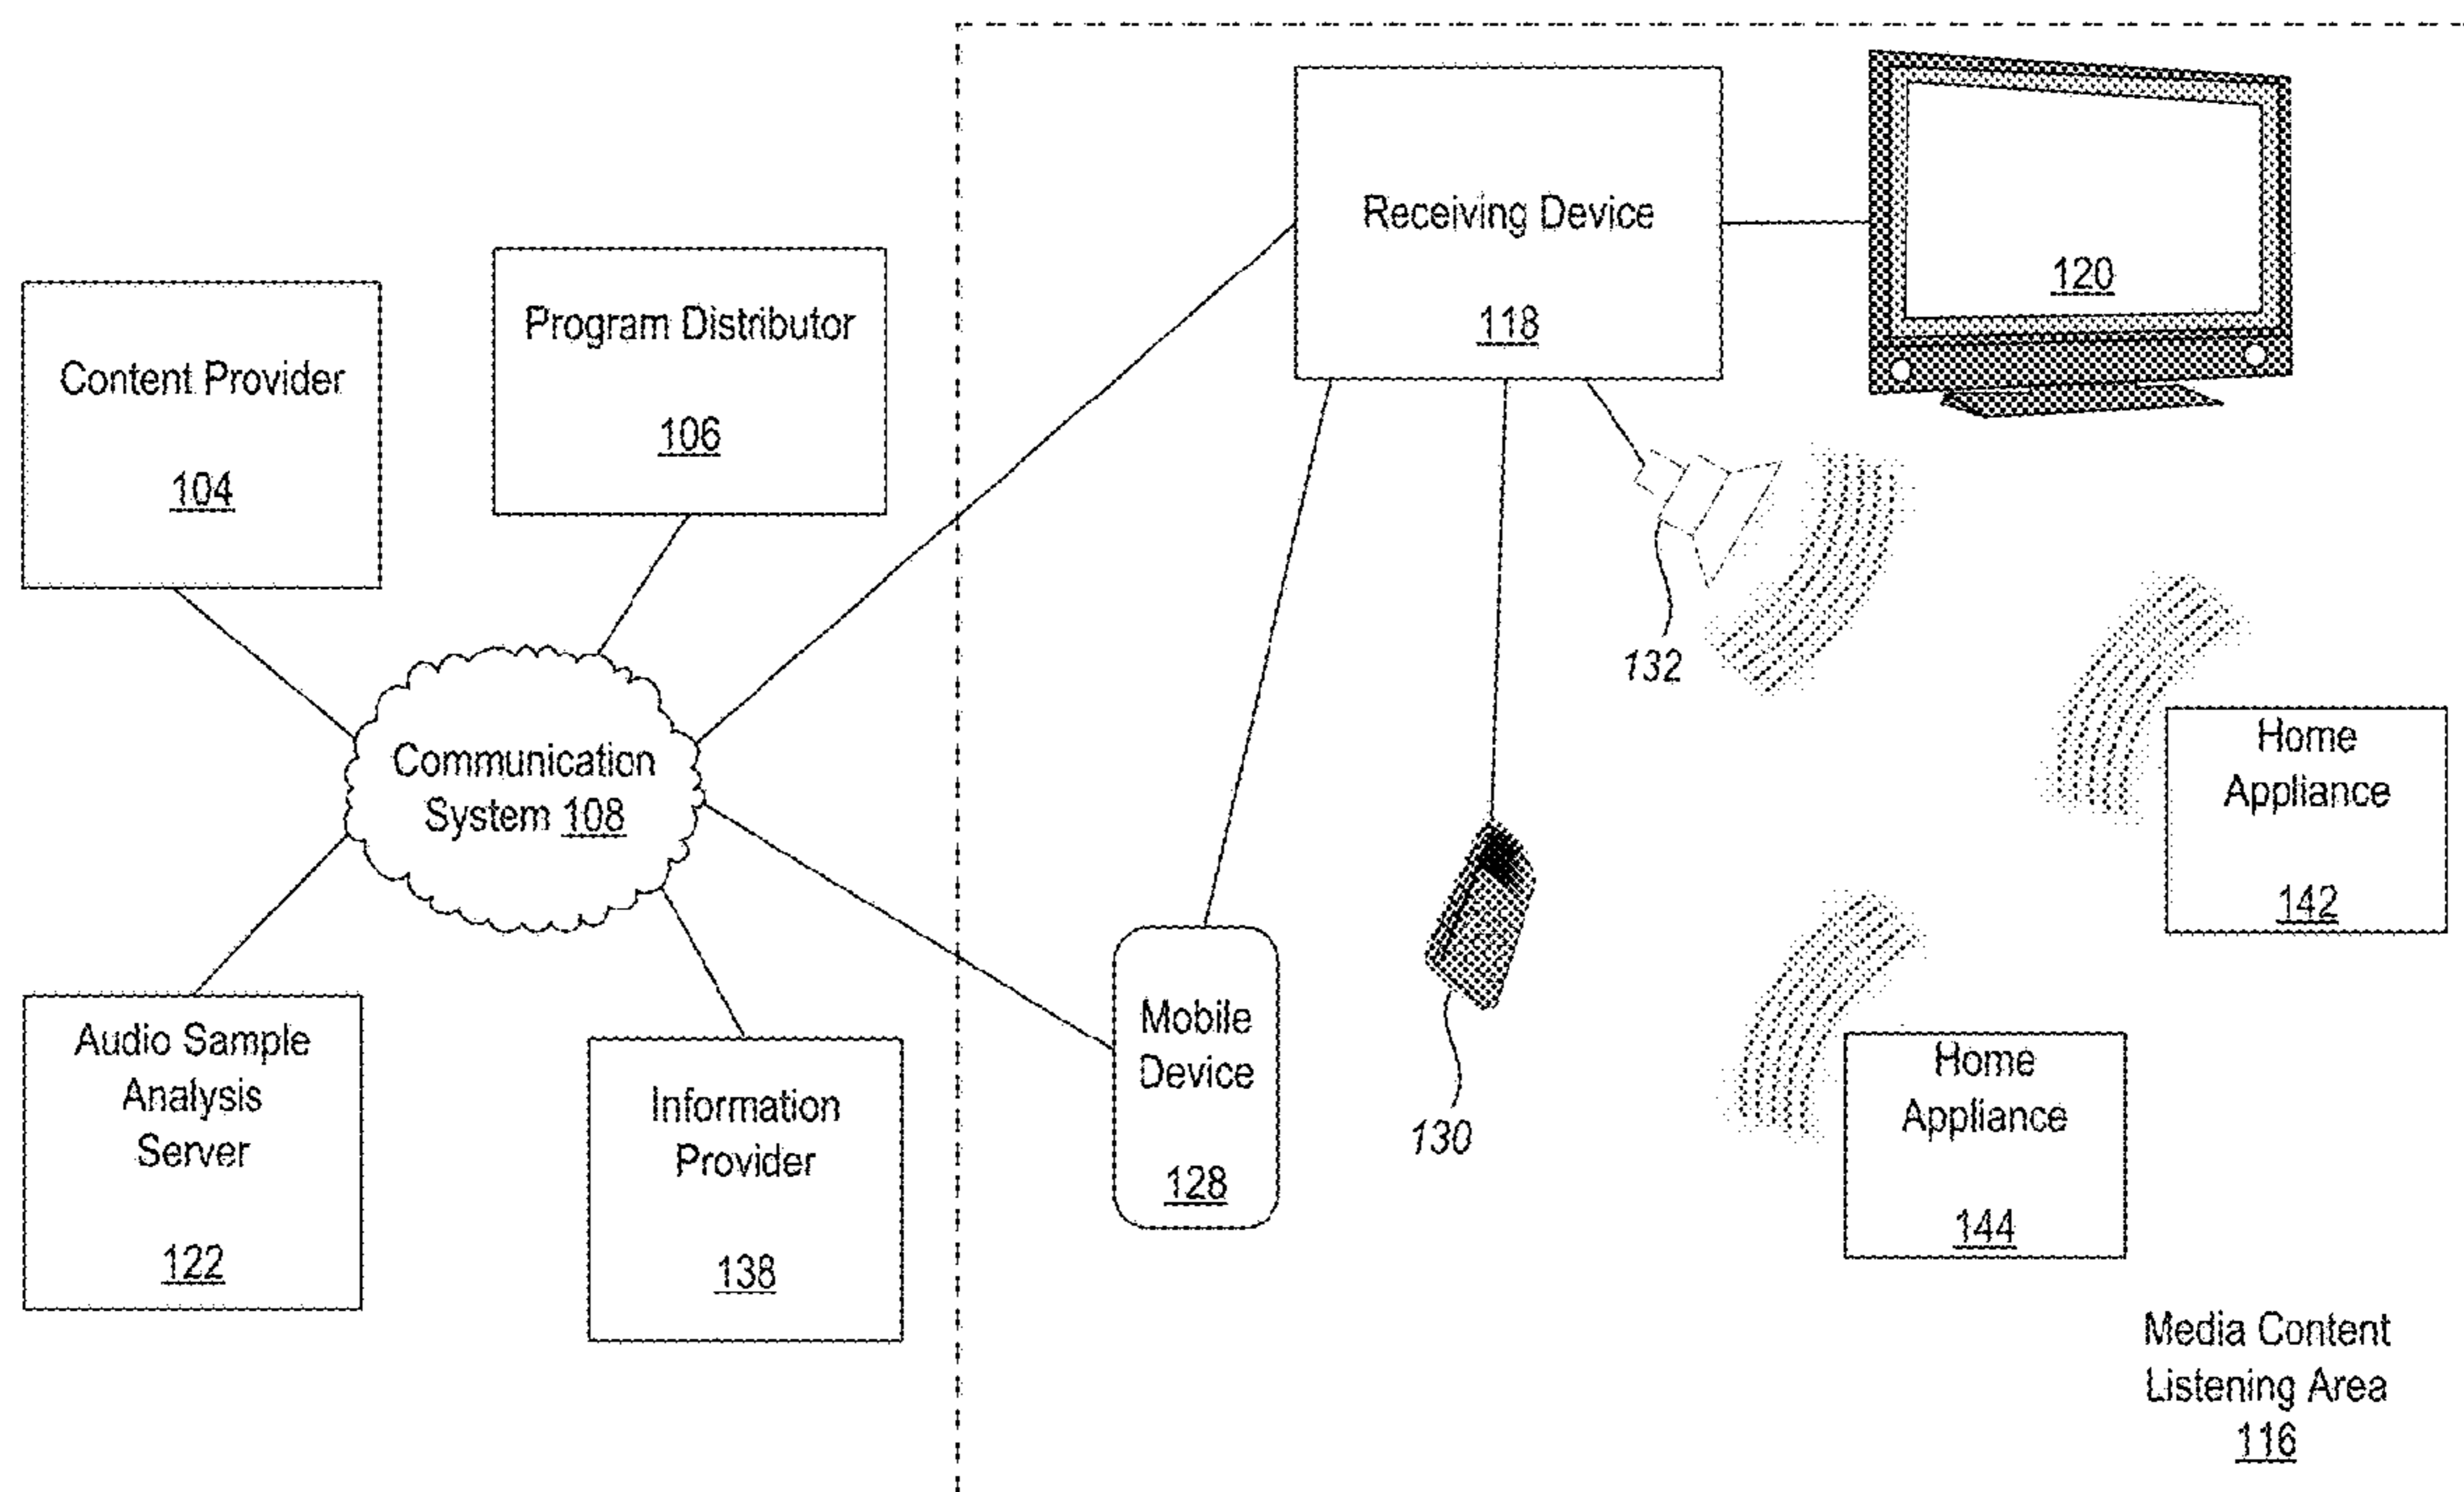 Content Provider
104
Program Distributor
106
Receiving Device
118
120
132
Communication
System 108
Home
Appliance
142
Audio Sample
Analysis
Server
122
Information
Provider
138
Mobile
Device
128
130
Home
Appliance
144
Media Content
Listening Area
116